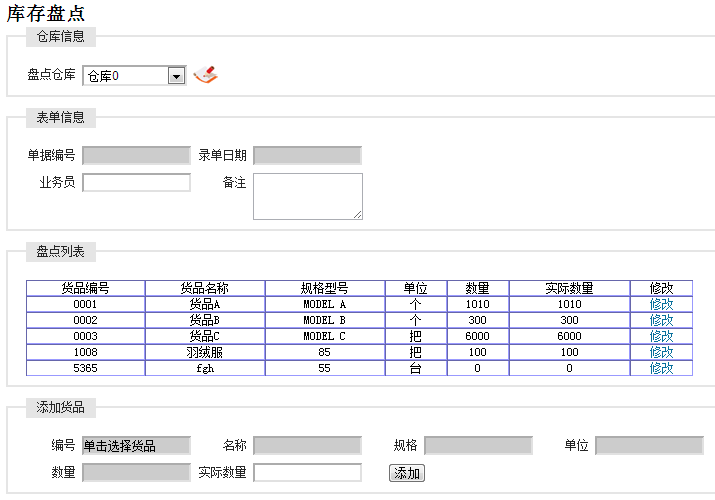 库存盘点
仓库信息
盘点仓库 仓库0
表单信息
单据编号 录单日期
业务员 备注
盘点列表
货品编号 货品名称 规格型号 单位 数量 实际数量 修改
0001 货品A MODEL A 个 1010 1010 修改
0002 货品B MODEL B 个 300 300 修改
0003 货品C MODEL C 把 6000 6000 修改
1008 羽绒服 85 把 100 100 修改
5365 fgh 55 台 0 0 修改
添加货品
编号 单击选择货品 名称 规格 单位
数量 实际数量 添加